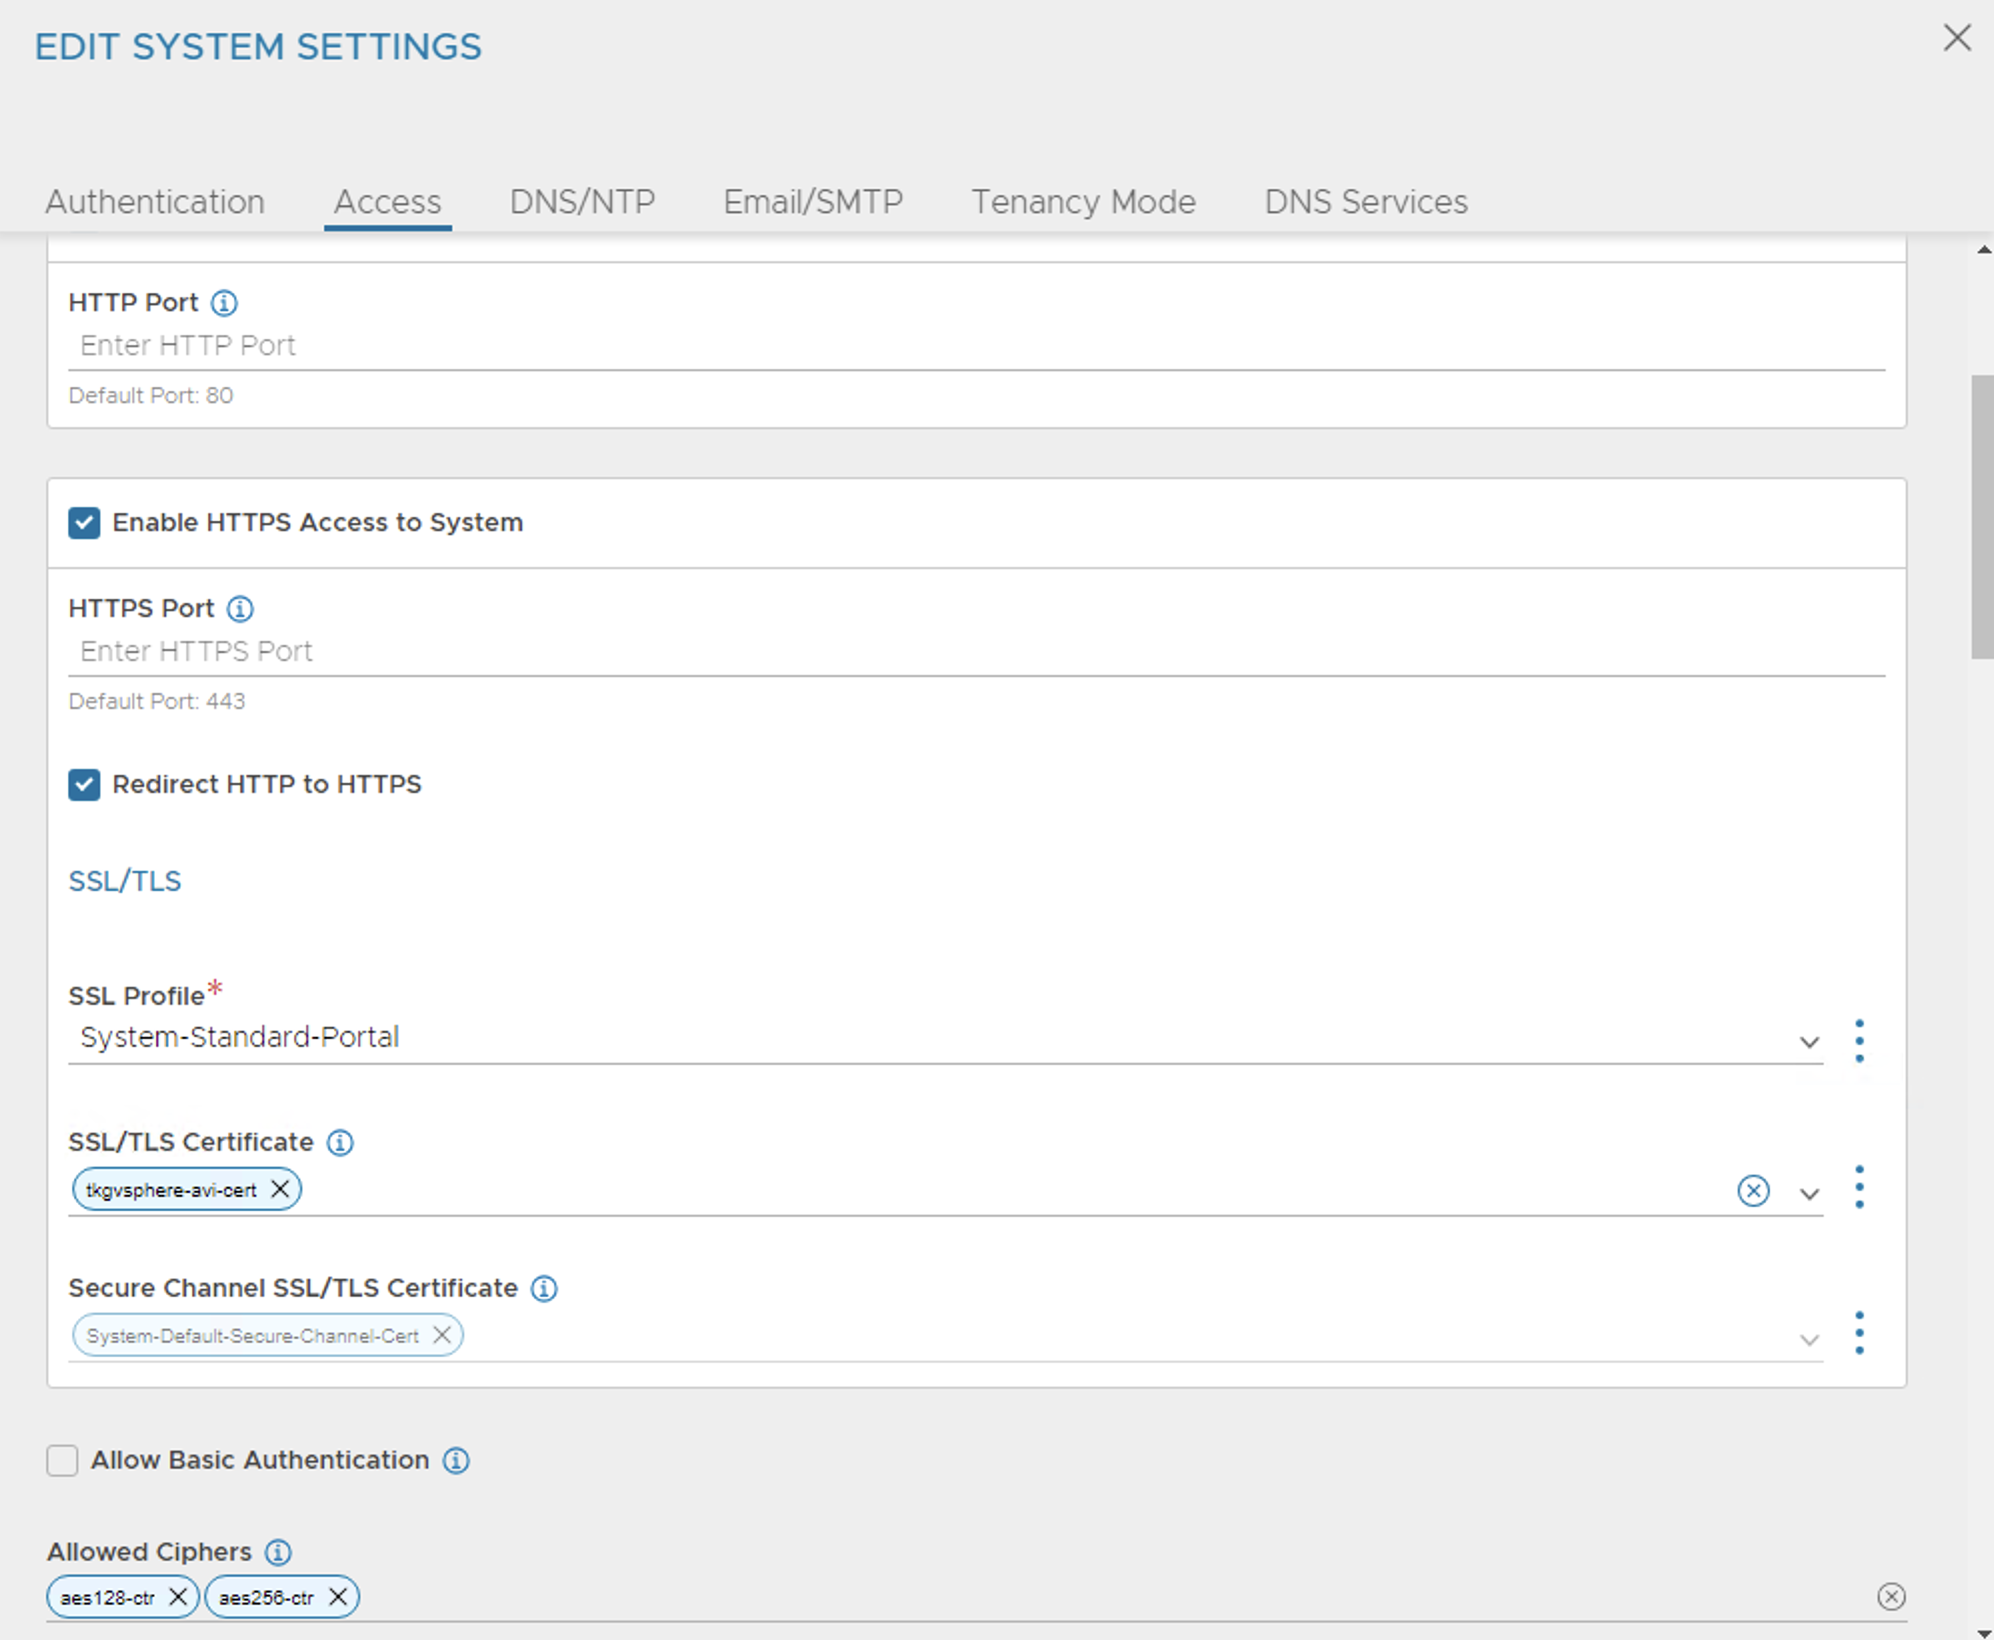 EDIT SYSTEM SETTINGS
Authentication Access DNS/NTP Email/SMTP Tenancy Mode DNS Services
HTTP Port
Enter HTTP Port
Default Port: 80
Enable HTTPS Access to System
HTTPS Port
Enter HTTPS Port
Default Port: 443
Redirect HTTP to HTTPS
SSL/TLS
SSL Profile*
System-Standard-Portal
SSL/TLS Certificate
tkgvsphere-avi-cert
Secure Channel SSL/TLS Certificate
System-Default-Secure-Channel-Cert
Allow Basic Authentication
Allowed Ciphers
aes128-ctr aes256-ctr